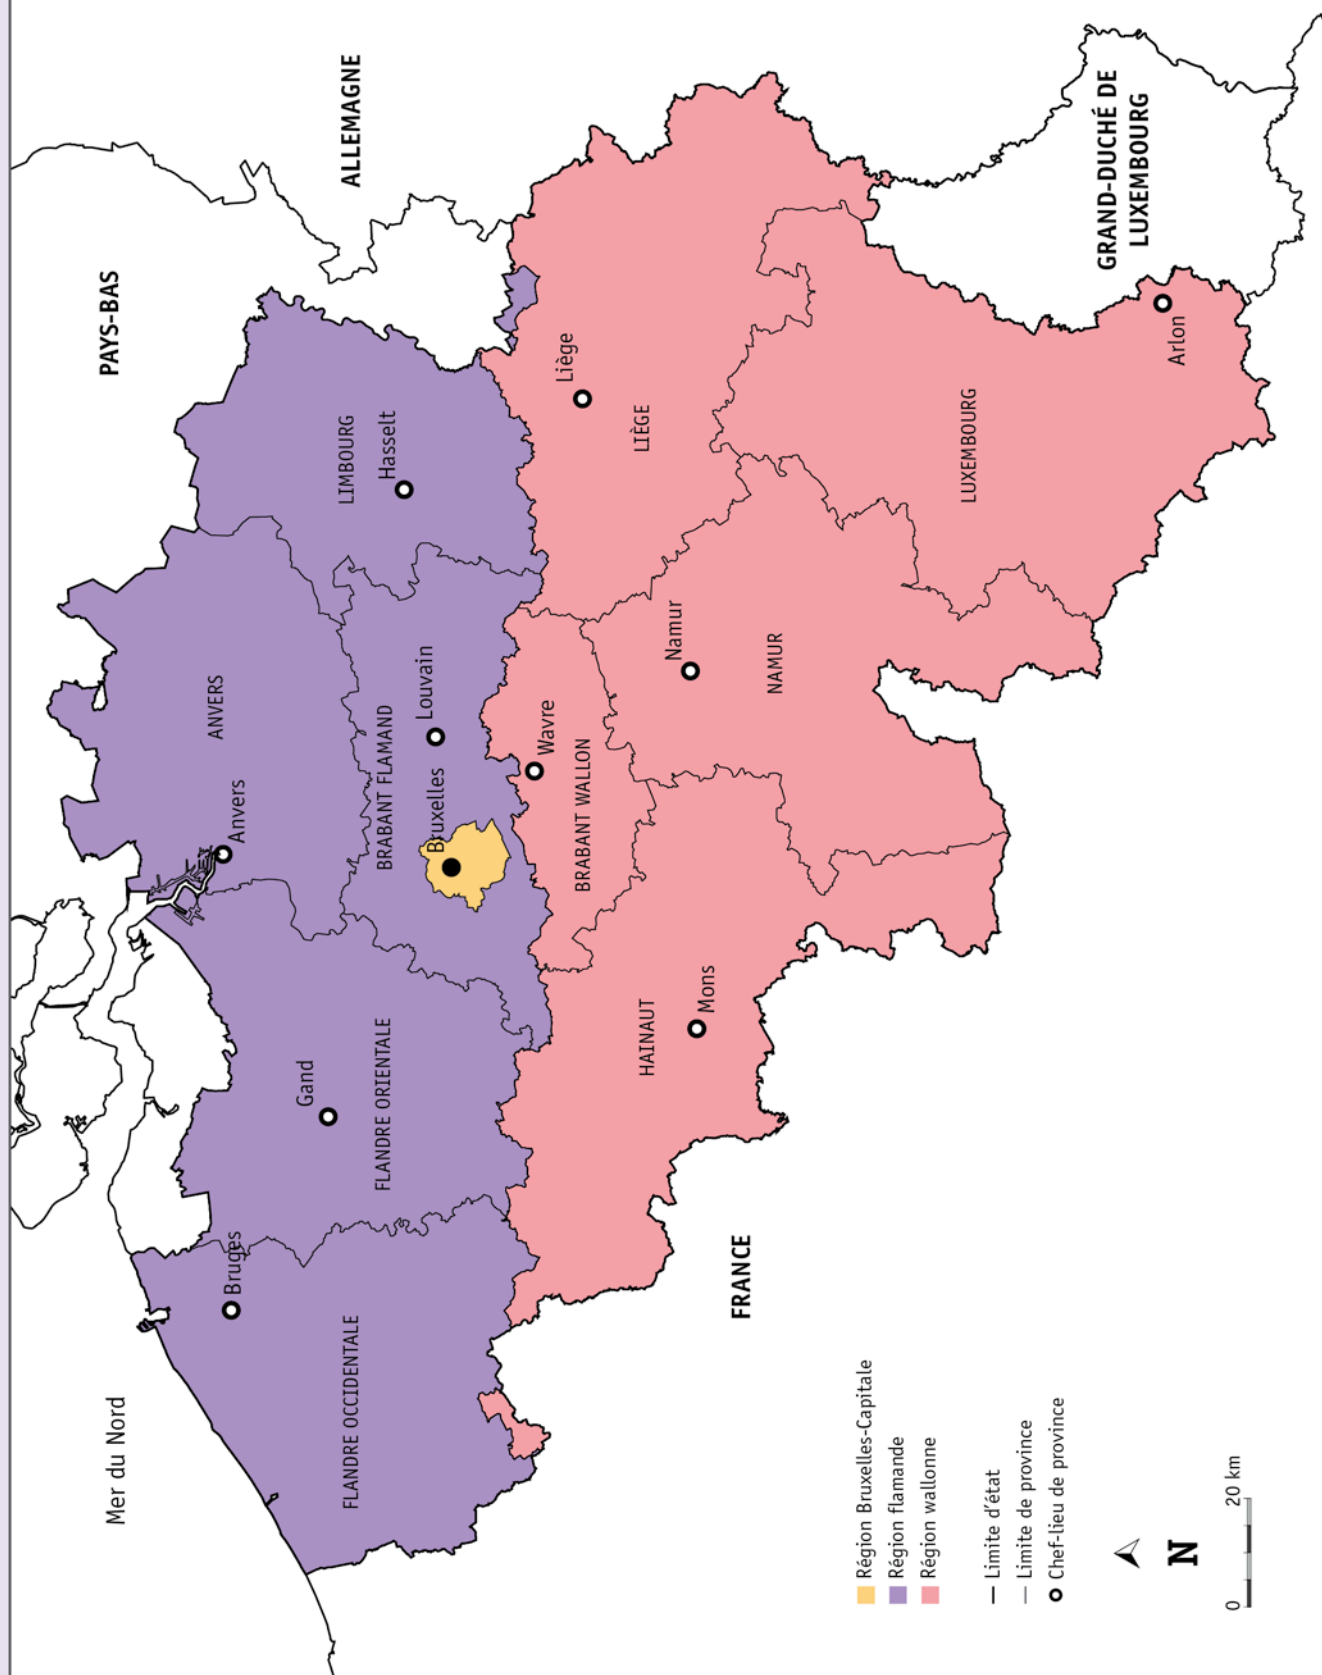 Mer du Nord
PAYS-BAS
ALLEMAGNE
FRANCE
GRAND-DUCHÉ DE
LUXEMBOURG
FLANDRE OCCIDENTALE
Bruges
FLANDRE ORIENTALE
Gand
ANVERS
Anvers
LIMBOURG
Hasselt
BRABANT FLAMAND
Louvain
Bruxelles
BRABANT WALLON
Wavre
HAINAUT
Mons
NAMUR
Namur
LIÈGE
Liège
LUXEMBOURG
Arlon
Région Bruxelles-Capitale
Région flamande
Région wallonne
Limite d'état
Limite de province
Chef-lieu de province
N
0 20 km